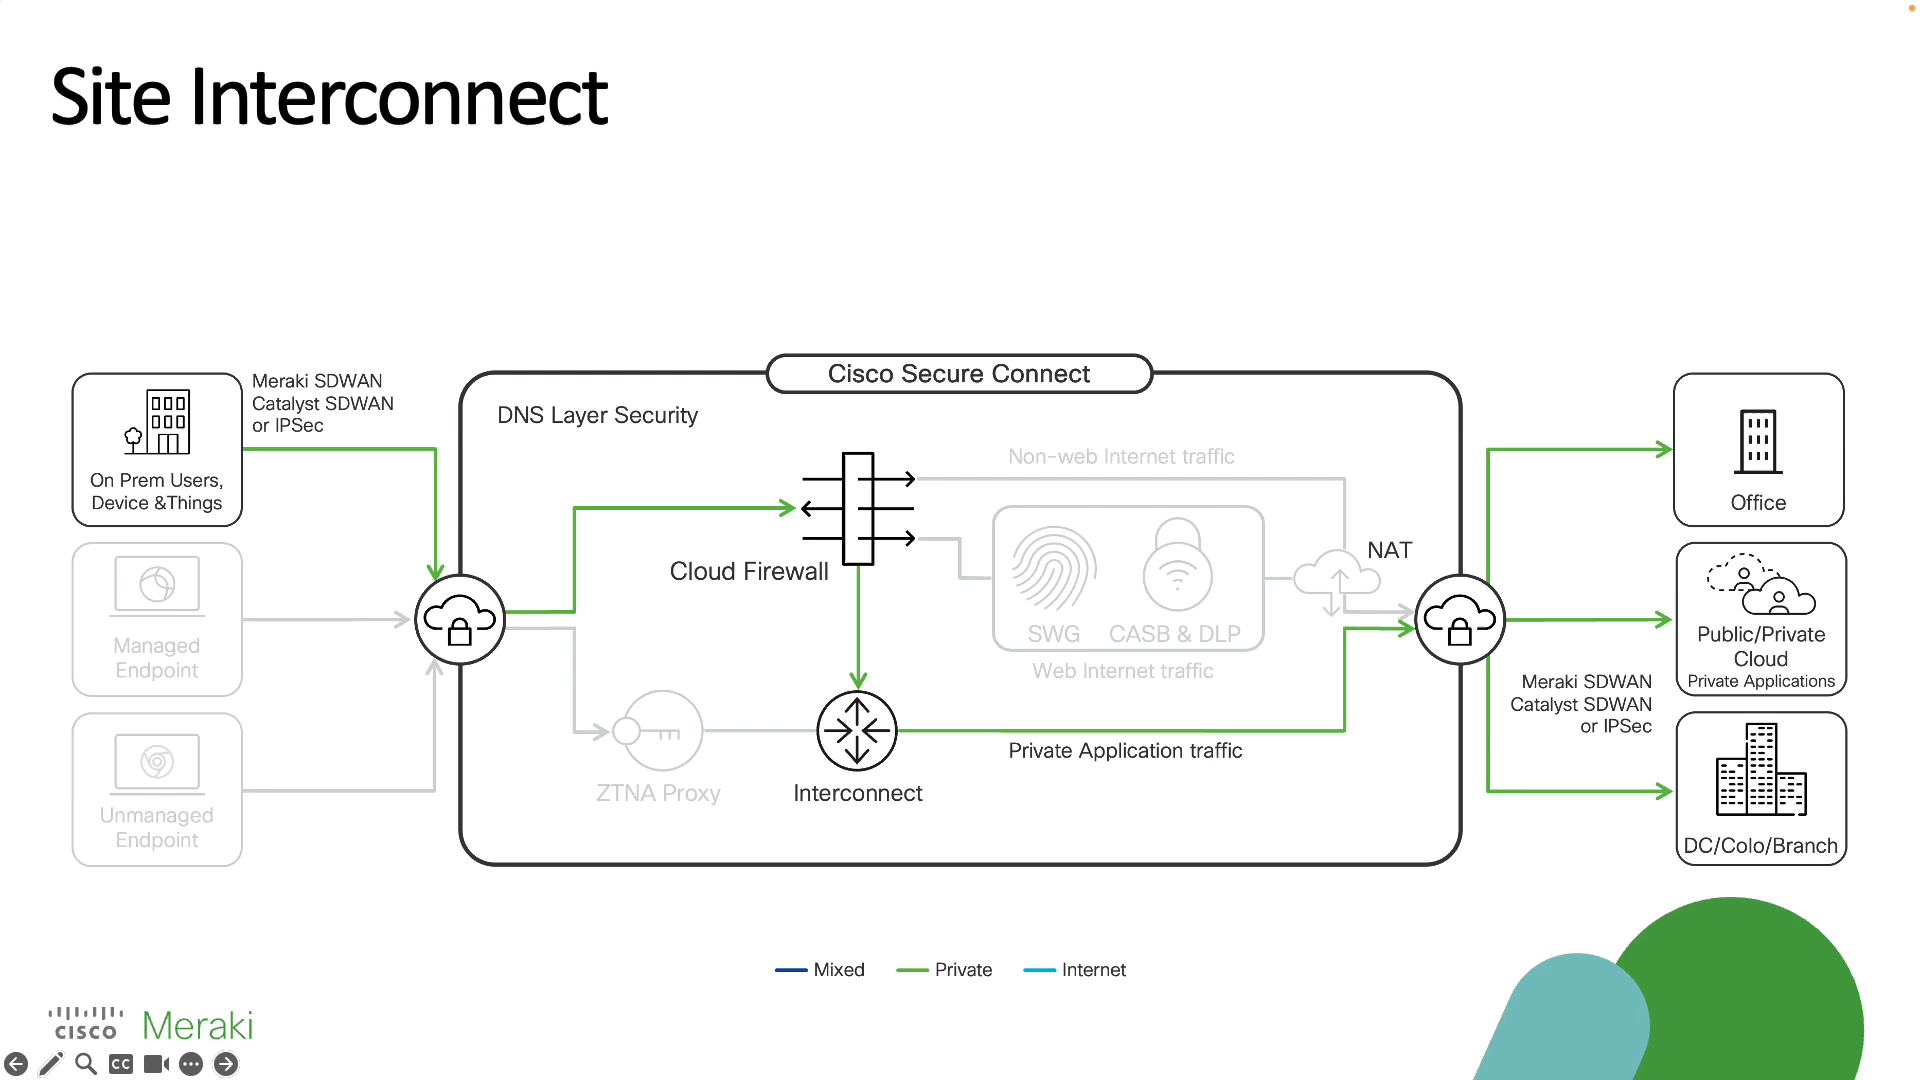 Site Interconnect
Cisco Secure Connect
Meraki SDWAN
Catalyst SDWAN
or IPSec
On Prem Users,
Device &Things
Managed
Endpoint
Unmanaged
Endpoint
DNS Layer Security
Cloud Firewall
Non-web Internet traffic
SWG
CASB & DLP
Web Internet traffic
NAT
ZTNA Proxy
Interconnect
Private Application traffic
Meraki SDWAN
Catalyst SDWAN
or IPSec
Office
Public/Private
Cloud
Private Applications
DC/Colo/Branch
Mixed
Private
Internet
CISCO Meraki
CC